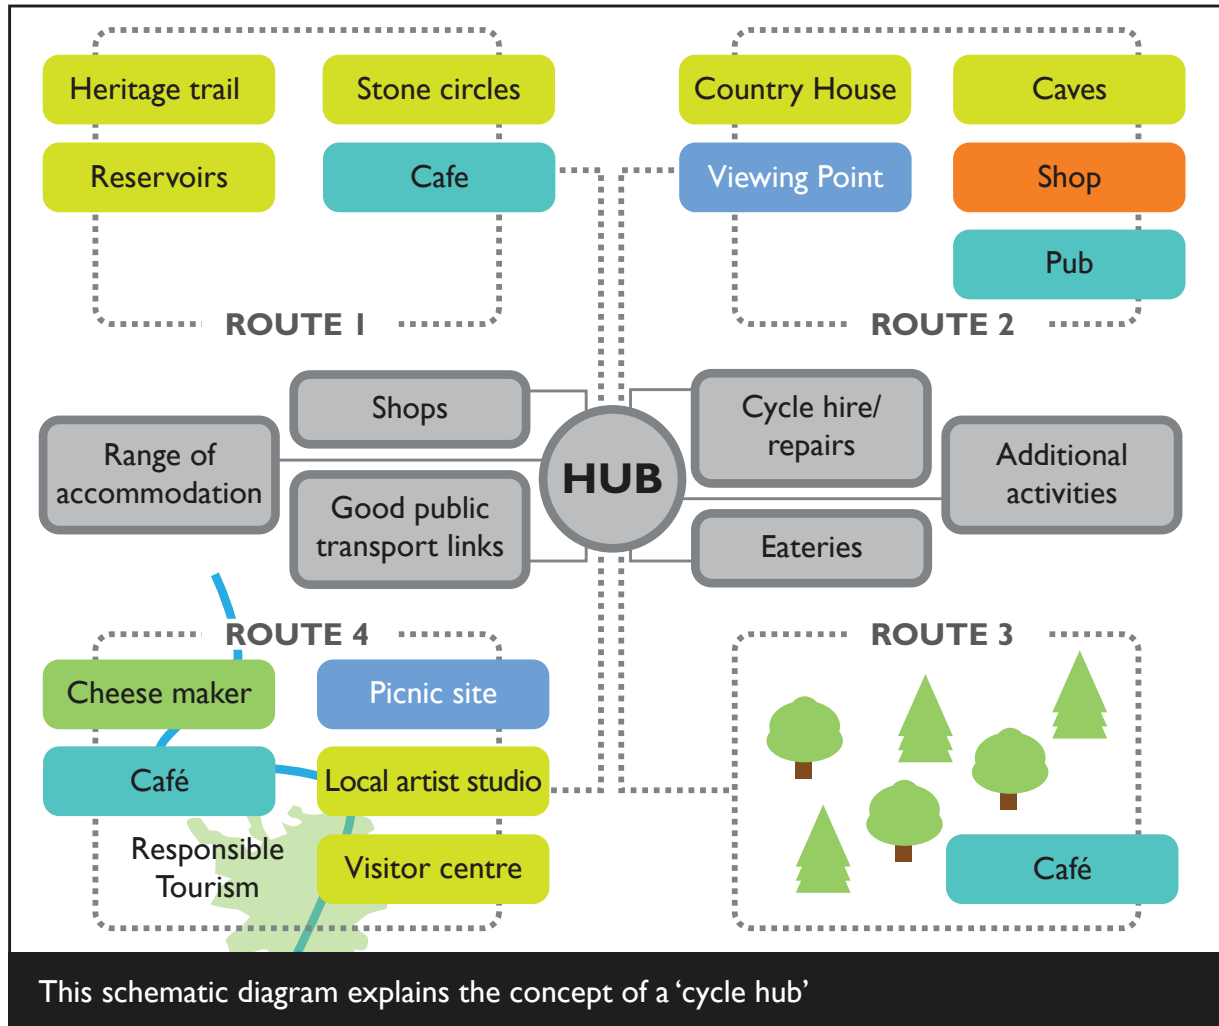 Heritage trail
Stone circles
Reservoirs
Cafe
ROUTE 1
Country House
Caves
Viewing Point
Shop
Pub
ROUTE 2
Shops
Range of
accommodation
Good public
transport links
HUB
Cycle hire/
repairs
Additional
activities
Eateries
ROUTE 4
Cheese maker
Picnic site
Café
Local artist studio
Responsible
Tourism
Visitor centre
ROUTE 3
Café
This schematic diagram explains the concept of a ‘cycle hub’